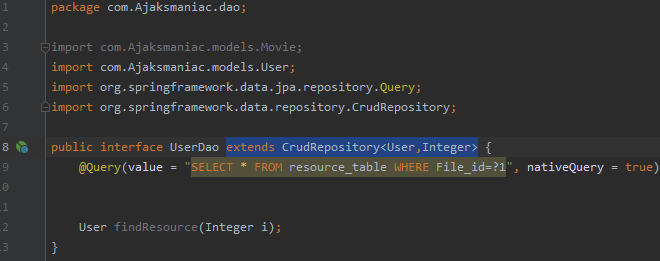 1 package com.Ajaksmaniac.dao;
2
3 import com.Ajaksmaniac.models.Movie;
4 import com.Ajaksmaniac.models.User;
5 import org.springframework.data.jpa.repository.Query;
6 import org.springframework.data.repository.CrudRepository;
7
8 public interface UserDao extends CrudRepository<User,Integer> {
9 @Query(value = "SELECT * FROM resource_table WHERE File_id=?1", nativeQuery = true)
10
11
12 User findResource(Integer i);
13 }